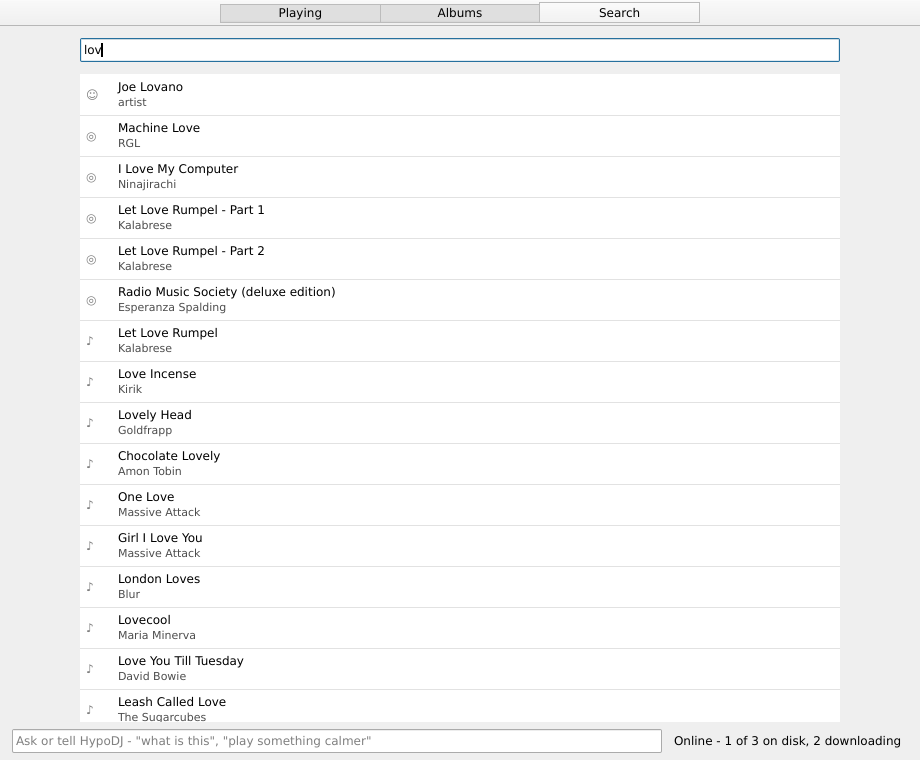 Playing Albums Search
lov
Joe Lovano
artist
Machine Love
RGL
I Love My Computer
Ninajirachi
Let Love Rumpel - Part 1
Kalabrese
Let Love Rumpel - Part 2
Kalabrese
Radio Music Society (deluxe edition)
Esperanza Spalding
Let Love Rumpel
Kalabrese
Love Incense
Kirik
Lovely Head
Goldfrapp
Chocolate Lovely
Amon Tobin
One Love
Massive Attack
Girl I Love You
Massive Attack
London Loves
Blur
Lovecool
Maria Minerva
Love You Till Tuesday
David Bowie
Leash Called Love
The Sugarcubes
Ask or tell HypoDJ - "what is this", "play something calmer" Online - 1 of 3 on disk, 2 downloading